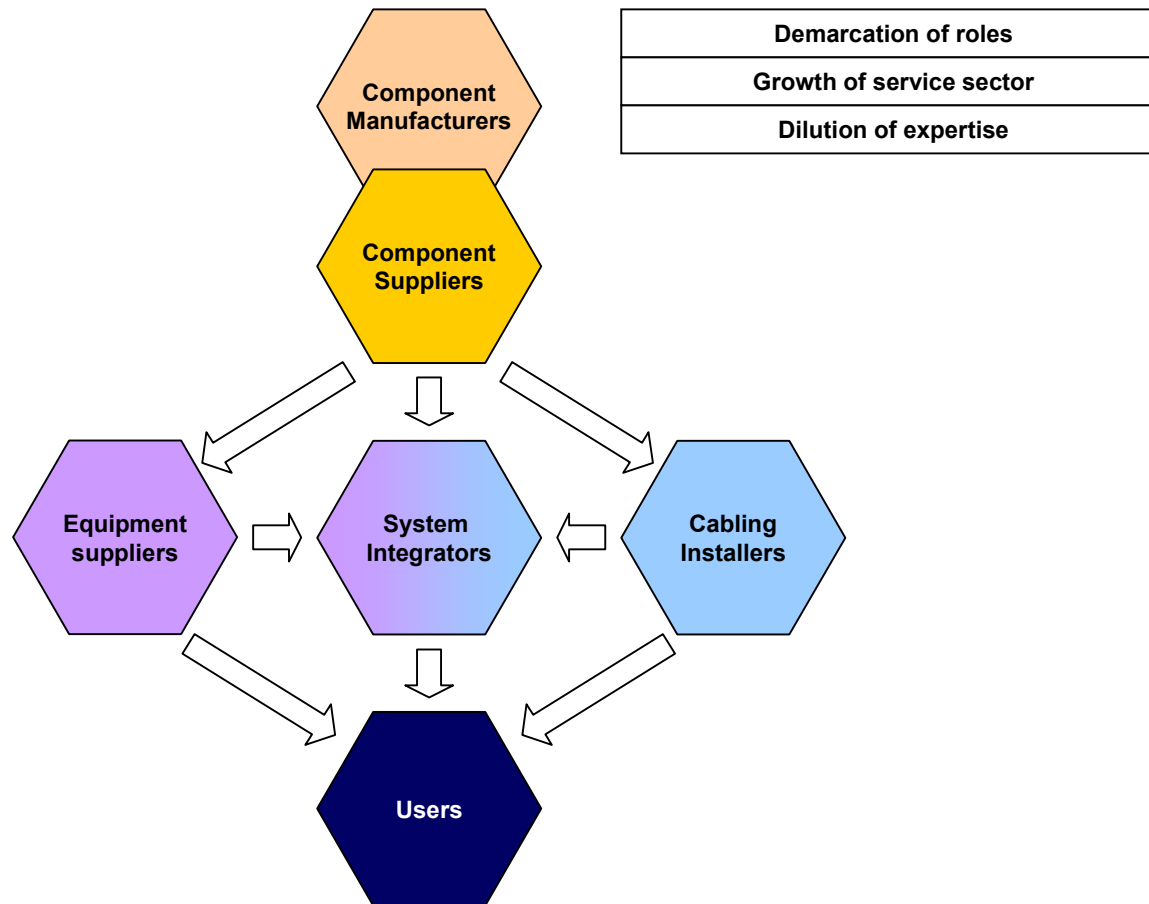 Component
Manufacturers
Demarcation of roles
Growth of service sector
Dilution of expertise
Component
Suppliers
Equipment
suppliers
System
Integrators
Cabling
Installers
Users